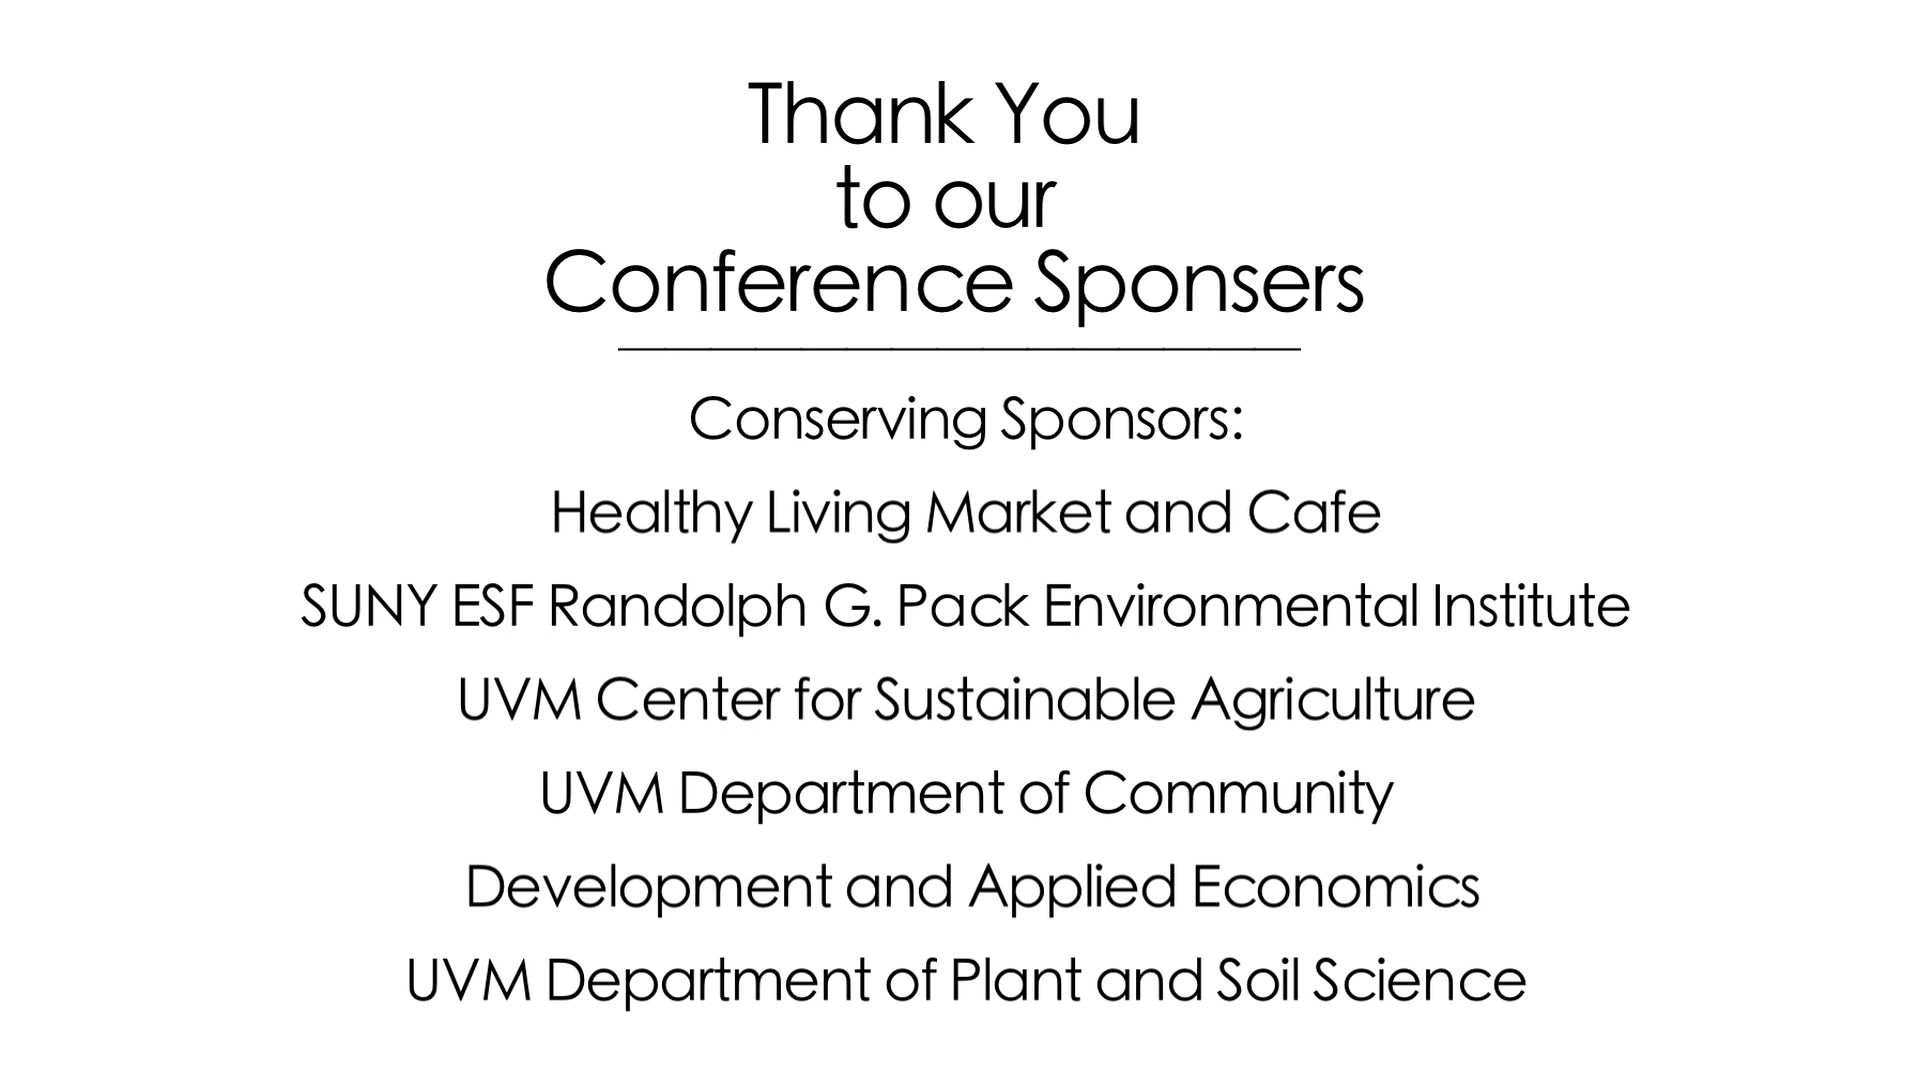 Thank You
to our
Conference Sponsers
Conserving Sponsors:
Healthy Living Market and Cafe
SUNY ESF Randolph G. Pack Environmental Institute
UVM Center for Sustainable Agriculture
UVM Department of Community
Development and Applied Economics
UVM Department of Plant and Soil Science